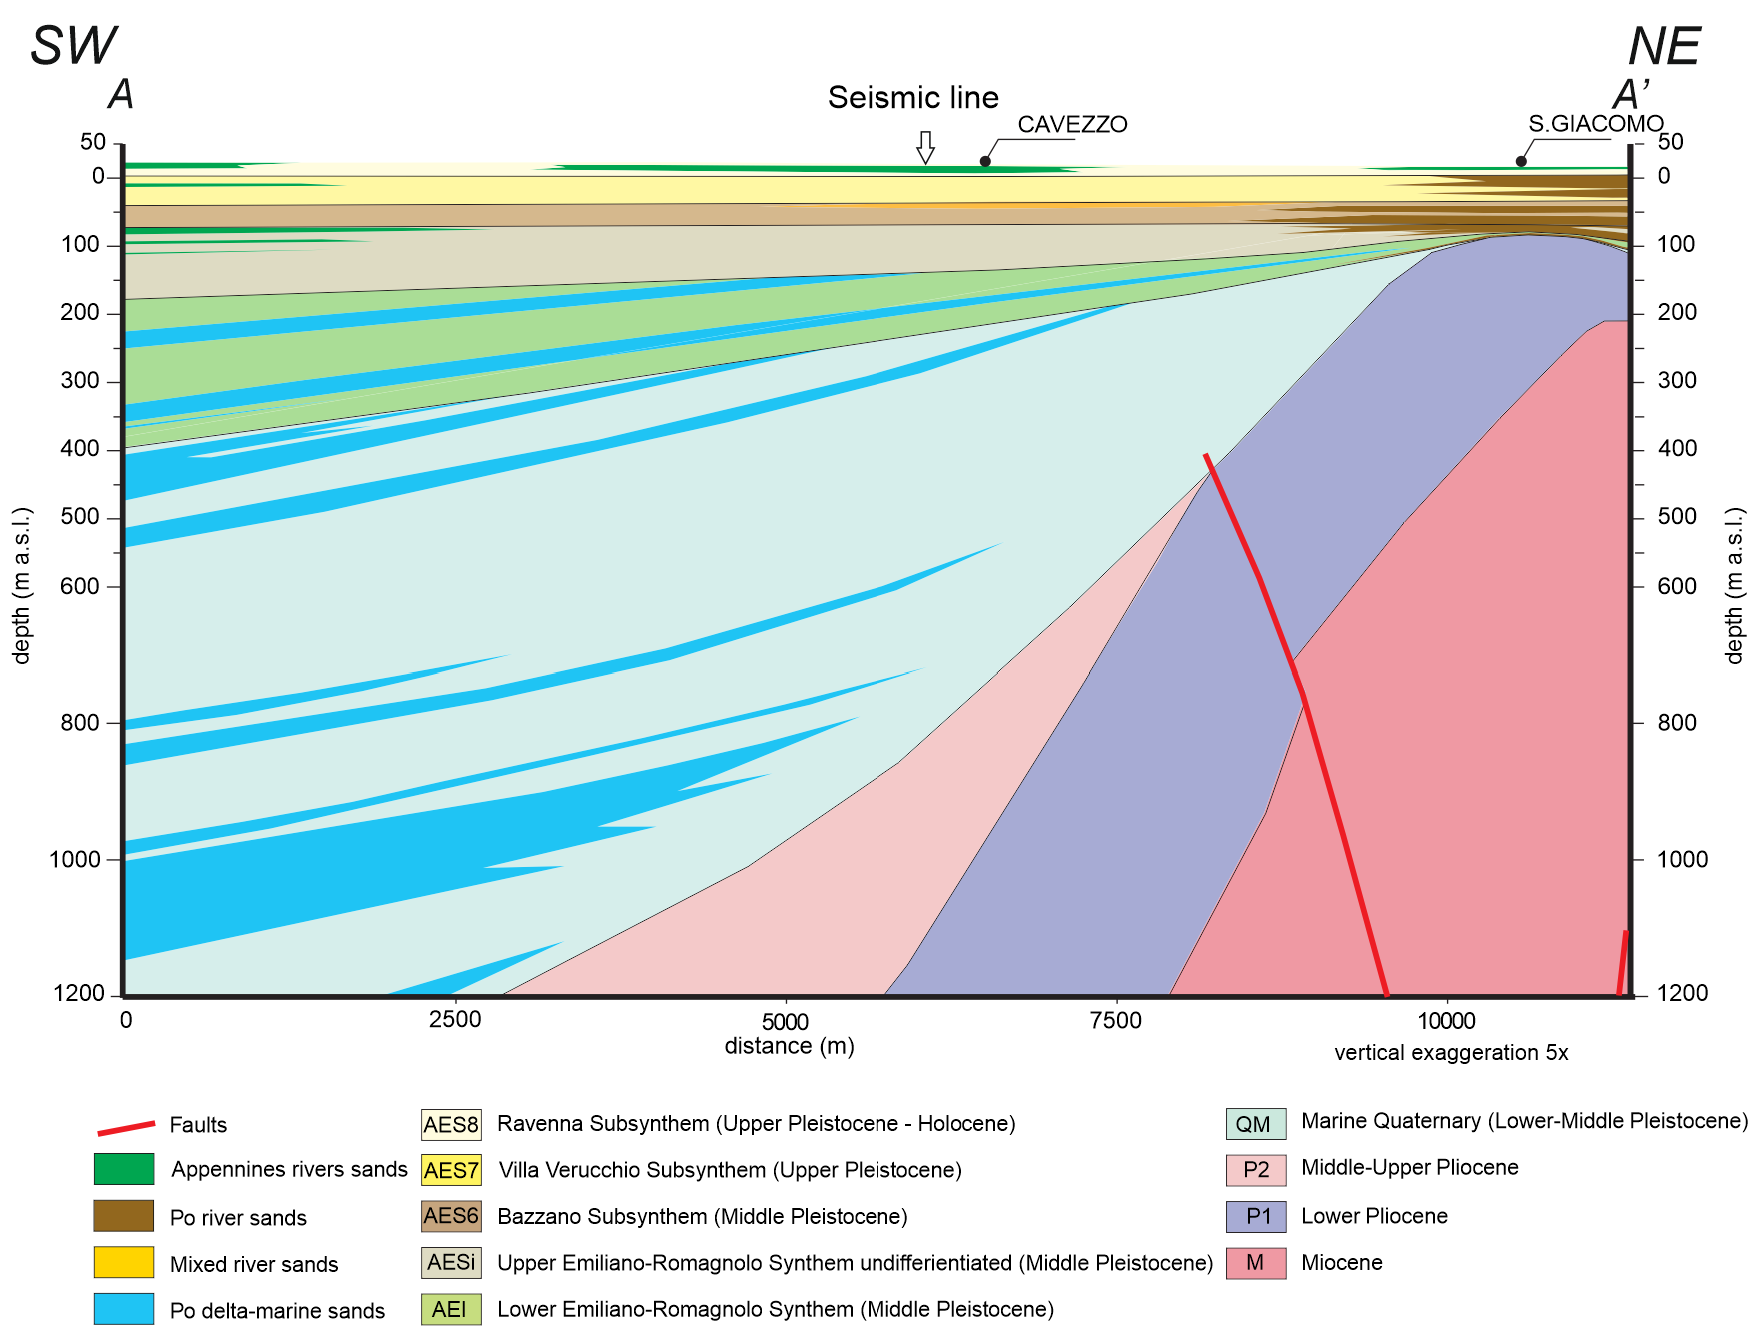 SW
NE
A
A’
Seismic line
CAVEZZO
S.GIACOMO
50
0
100
200
300
400
500
600
800
1000
1200
50
0
100
200
300
400
500
600
800
1000
1200
depth (m a.s.l.)
depth (m a.s.l.)
0
2500
5000
7500
10000
distance (m)
vertical exaggeration 5x
Faults
Appennines rivers sands
Po river sands
Mixed river sands
Po delta-marine sands
AES8 Ravenna Subsynthem (Upper Pleistocene - Holocene)
AES7 Villa Verucchio Subsynthem (Upper Pleistocene)
AES6 Bazzano Subsynthem (Middle Pleistocene)
AESi Upper Emiliano-Romagnolo Synthem undifierientiated (Middle Pleistocene)
AEI Lower Emiliano-Romagnolo Synthem (Middle Pleistocene)
QM Marine Quaternary (Lower-Middle Pleistocene)
P2 Middle-Upper Pliocene
P1 Lower Pliocene
M Miocene